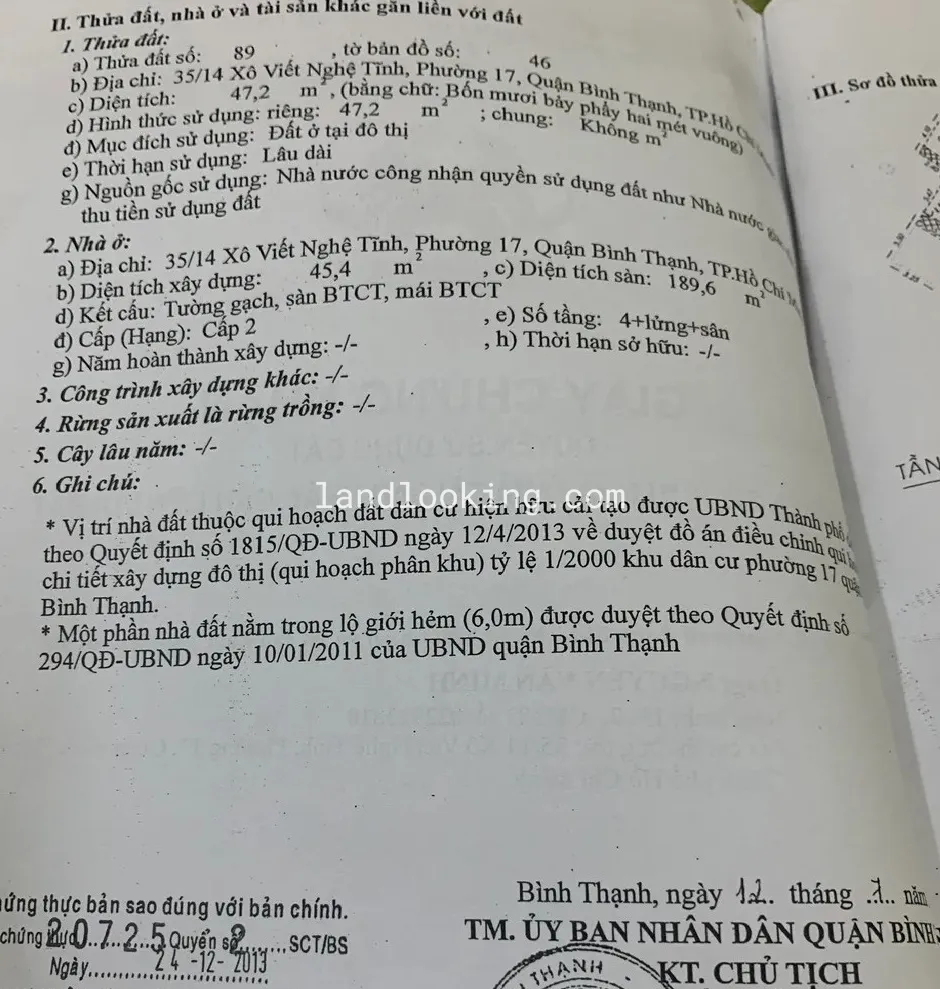 II. Thửa đất, nhà ở và tài sản khác gắn liền với đất
1. Thửa đất:
a) Thửa đất số: 89 , tờ bản đồ số: 46
b) Địa chỉ: 35/14 Xô Viết Nghệ Tĩnh, Phường 17, Quận Bình Thạnh, TP.Hồ Chí
c) Diện tích: 47,2 m², (bằng chữ: Bốn mươi bảy phẩy hai mét vuông)
d) Hình thức sử dụng: riêng: 47,2 m² ; chung: Không m²
đ) Mục đích sử dụng: Đất ở tại đô thị
e) Thời hạn sử dụng: Lâu dài
g) Nguồn gốc sử dụng: Nhà nước công nhận quyền sử dụng đất như Nhà nước
thu tiền sử dụng đất
2. Nhà ở:
a) Địa chỉ: 35/14 Xô Viết Nghệ Tĩnh, Phường 17, Quận Bình Thạnh, TP.Hồ Chí
b) Diện tích xây dựng: 45,4 m² , c) Diện tích sàn: 189,6 m²
d) Kết cấu: Tường gạch, sàn BTCT, mái BTCT
đ) Cấp (Hạng): Cấp 2 , e) Số tầng: 4+lửng+sân
g) Năm hoàn thành xây dựng: -/- , h) Thời hạn sở hữu: -/-
3. Công trình xây dựng khác: -/-
4. Rừng sản xuất là rừng trồng: -/-
5. Cây lâu năm: -/-
6. Ghi chú:
landlooking.com
* Vị trí nhà đất thuộc qui hoạch đất dân cư hiện hữu cải tạo được UBND Thành phố
theo Quyết định số 1815/QĐ-UBND ngày 12/4/2013 về duyệt đồ án điều chỉnh qui
chi tiết xây dựng đô thị (qui hoạch phân khu) tỷ lệ 1/2000 khu dân cư phường 17 quận
Bình Thạnh.
* Một phần nhà đất nằm trong lộ giới hẻm (6,0m) được duyệt theo Quyết định số
294/QĐ-UBND ngày 10/01/2011 của UBND quận Bình Thạnh
III. Sơ đồ thửa
TẦN
Bình Thạnh, ngày 12. tháng .1.. năm
TM. ỦY BAN NHÂN DÂN QUẬN BÌNH
KT. CHỦ TỊCH
THẠNH
ứng thực bản sao đúng với bản chính.
chứng thực 20725 Quyển số 2 SCT/BS
Ngày 24 -12- 2013